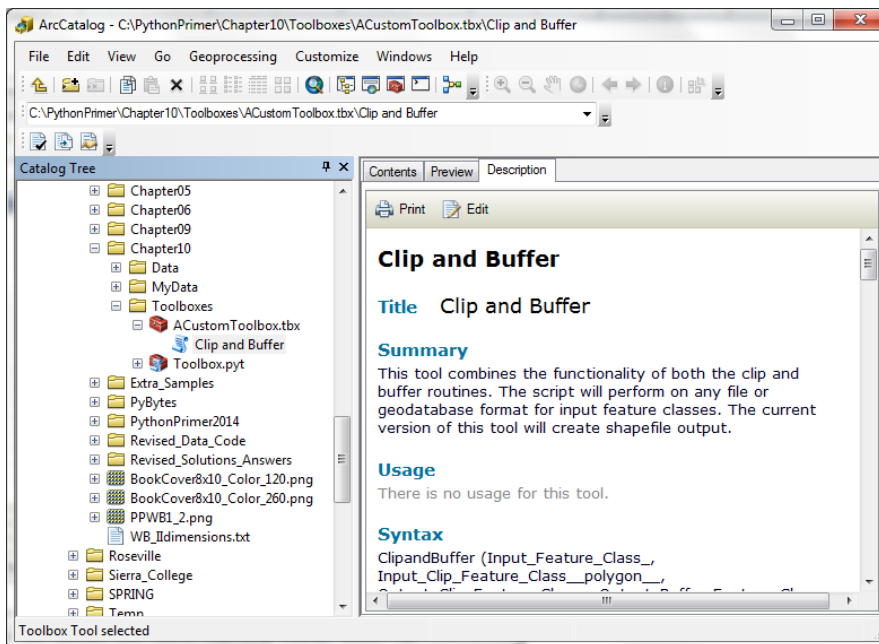 ArcCatalog - C:\PythonPrimer\Chapter10\Toolboxes\ACustomToolbox.tbx\Clip and Buffer
File Edit View Go Geoprocessing Customize Windows Help
C:\PythonPrimer\Chapter10\Toolboxes\ACustomToolbox.tbx\Clip and Buffer
Catalog Tree
Chapter05
Chapter06
Chapter09
Chapter10
Data
MyData
Toolboxes
ACustomToolbox.tbx
Clip and Buffer
Toolbox.pyt
Extra_Samples
PyBytes
PythonPrimer2014
Revised_Data_Code
Revised_Solutions_Answers
BookCover8x10_Color_120.png
BookCover8x10_Color_260.png
PPWB1_2.png
WB_IIdimensions.txt
Roseville
Sierra_College
SPRING
Temp
Contents Preview Description
Print Edit
Clip and Buffer
Title Clip and Buffer
Summary
This tool combines the functionality of both the clip and
buffer routines. The script will perform on any file or
geodatabase format for input feature classes. The current
version of this tool will create shapefile output.
Usage
There is no usage for this tool.
Syntax
ClipandBuffer (Input_Feature_Class_,
Input_Clip_Feature_Class__polygon__,
Toolbox Tool selected